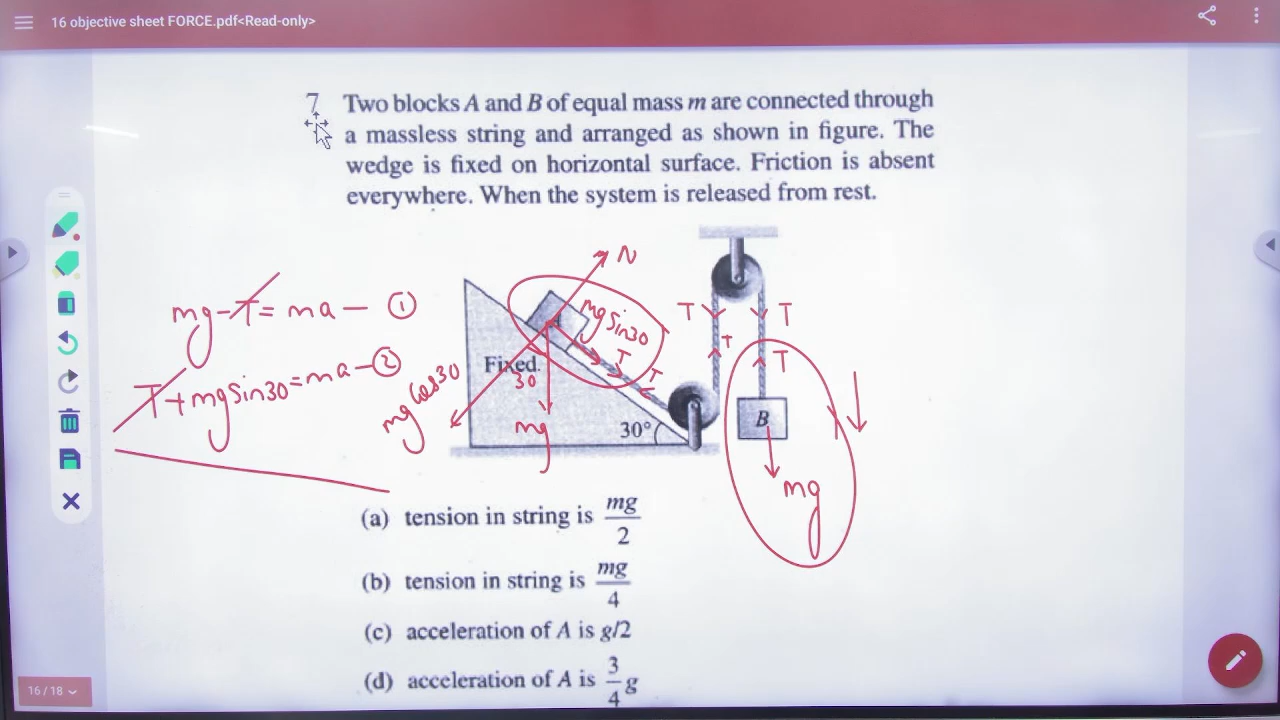 16 objective sheet FORCE.pdf<Read-only>
7 Two blocks A and B of equal mass m are connected through
a massless string and arranged as shown in figure. The
wedge is fixed on horizontal surface. Friction is absent
everywhere. When the system is released from rest.
N
mg - T = ma - ①
T + mg sin30 = ma - ②
mg cos30
mg sin30
T
T
T
T
T
T
Fixed.
30
mg
30°
B
mg
(a) tension in string is mg/2
(b) tension in string is mg/4
(c) acceleration of A is g/2
(d) acceleration of A is 3/4 g
16 / 18